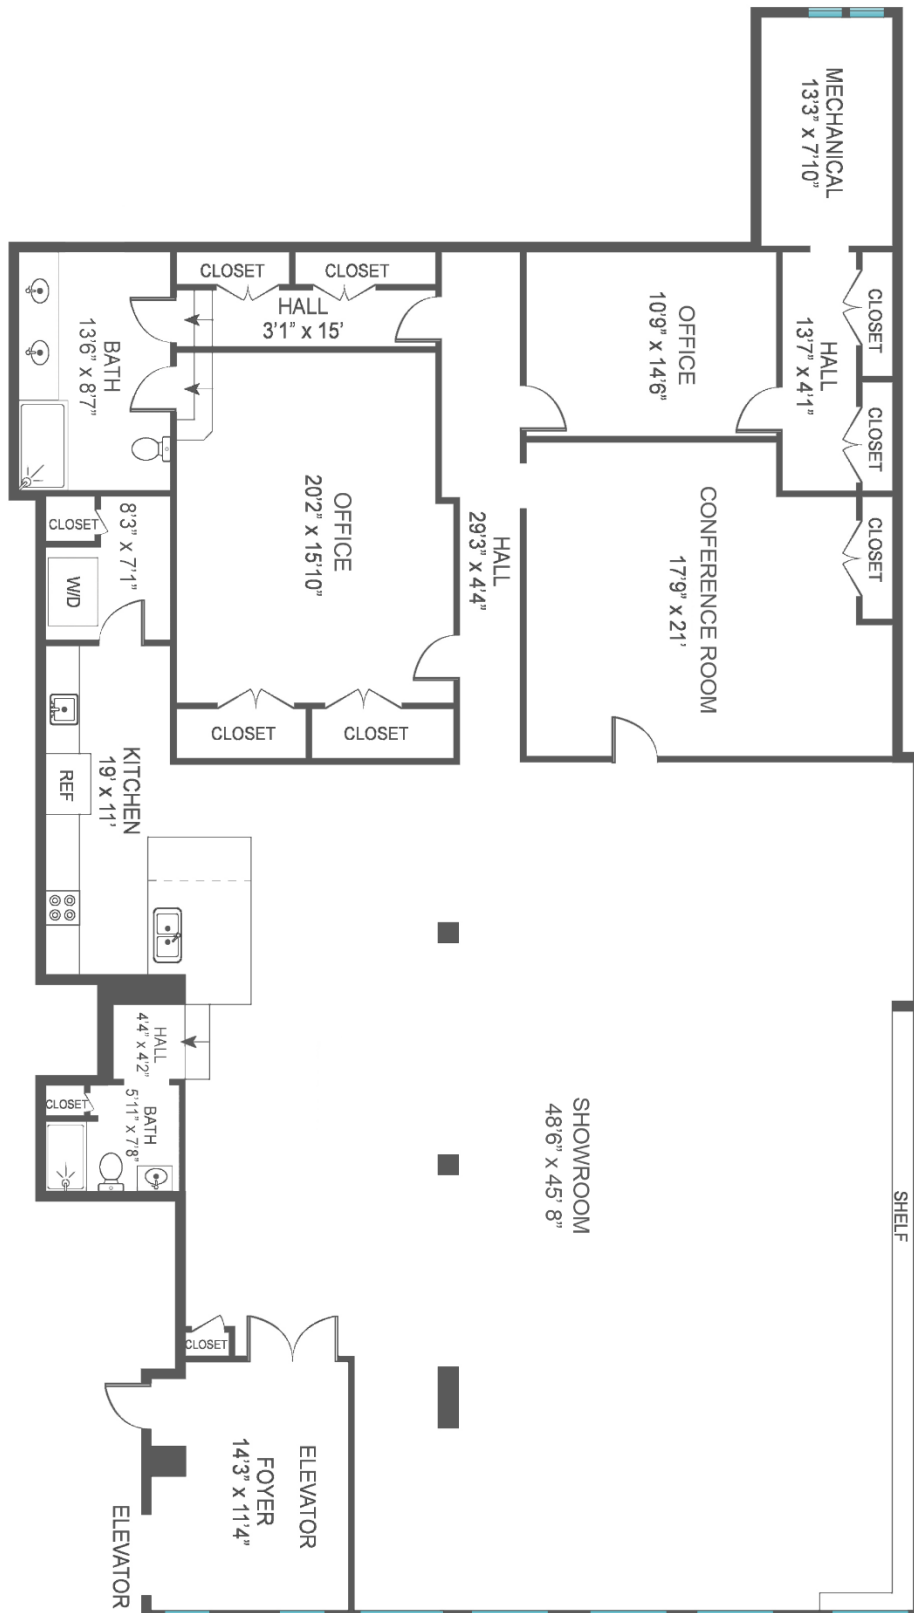 MECHANICAL
13'3" x 7'10"
CLOSET
CLOSET
HALL
3'1" x 15'
BATH
13'6" x 8'7"
OFFICE
10'9" x 14'6"
HALL
13'7" x 4'1"
CLOSET
CLOSET
CLOSET
OFFICE
20'2" x 15'10"
HALL
29'3" x 4'4"
CONFERENCE ROOM
17'9" x 21'
CLOSET
8'3" x 7'1"
W/D
CLOSET
CLOSET
KITCHEN
19' x 11'
REF
HALL
4'4" x 4'2"
CLOSET
BATH
5'11" x 7'8"
SHOWROOM
48'6" x 45' 8"
SHELF
CLOSET
ELEVATOR
FOYER
14'3" x 11'4"
ELEVATOR